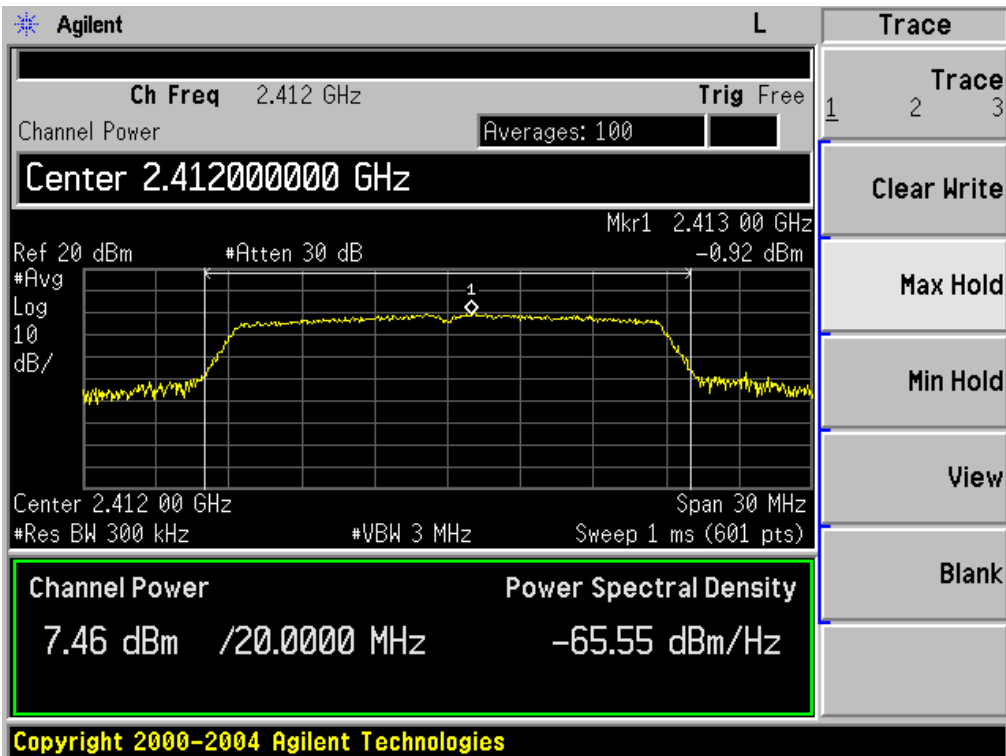 Agilent L Trace
Ch Freq 2.412 GHz Trig Free
Channel Power Averages: 100
Center 2.412000000 GHz
Mkr1 2.413 00 GHz
Ref 20 dBm #Atten 30 dB -0.92 dBm
#Avg
Log
10
dB/
1
Center 2.412 00 GHz Span 30 MHz
#Res BW 300 kHz #VBW 3 MHz Sweep 1 ms (601 pts)
Channel Power Power Spectral Density
7.46 dBm /20.0000 MHz -65.55 dBm/Hz
Copyright 2000-2004 Agilent Technologies
Trace
1 2 3
Clear Write
Max Hold
Min Hold
View
Blank